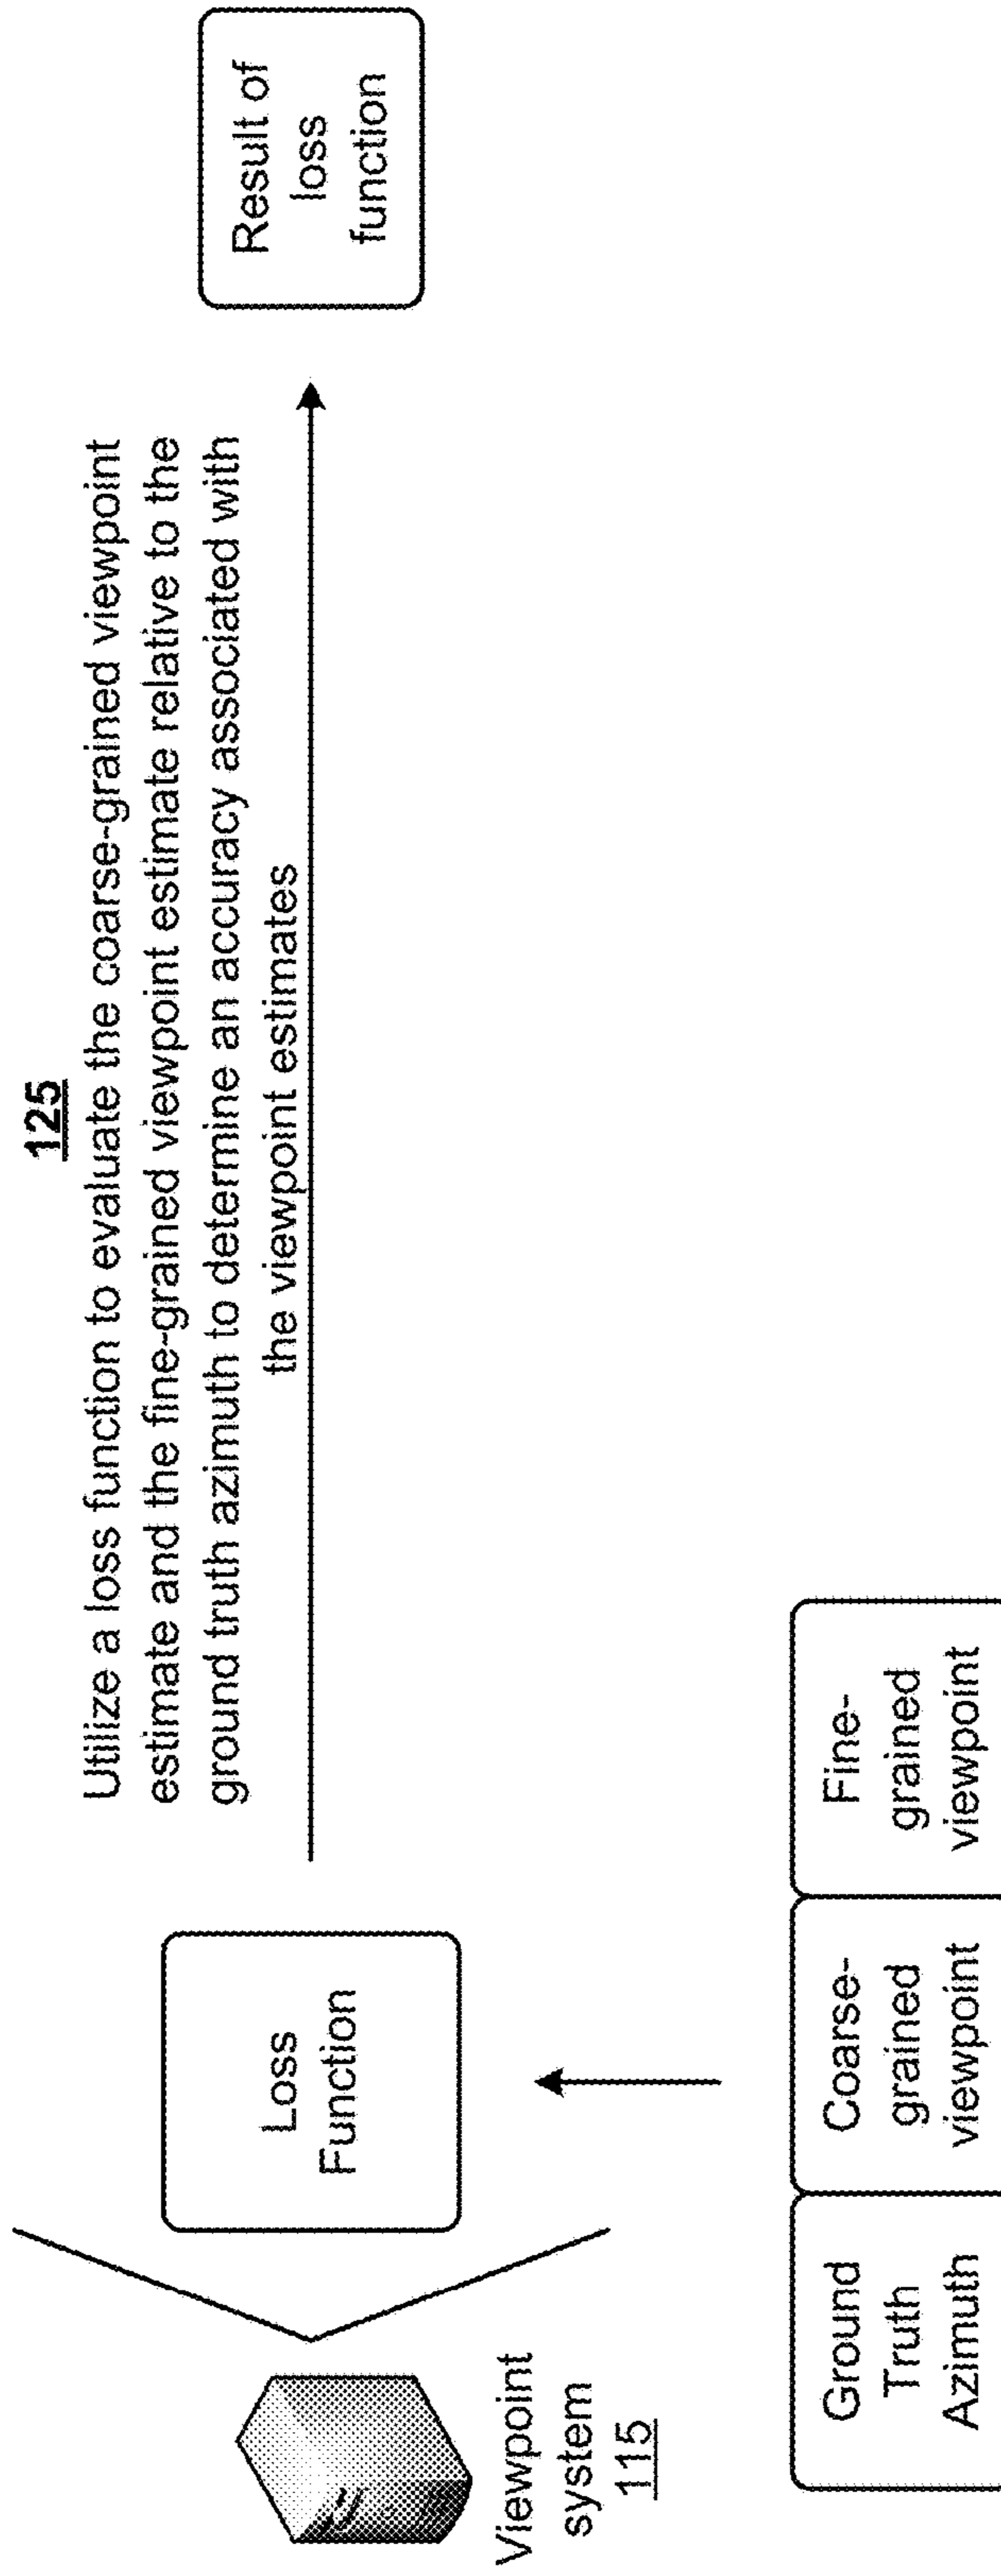 125
Utilize a loss function to evaluate the coarse-grained viewpoint
estimate and the fine-grained viewpoint estimate relative to the
ground truth azimuth to determine an accuracy associated with
the viewpoint estimates
Loss
Function
Result of
loss
function
Viewpoint
system
115
Ground
Truth
Azimuth
Coarse-
grained
viewpoint
Fine-
grained
viewpoint